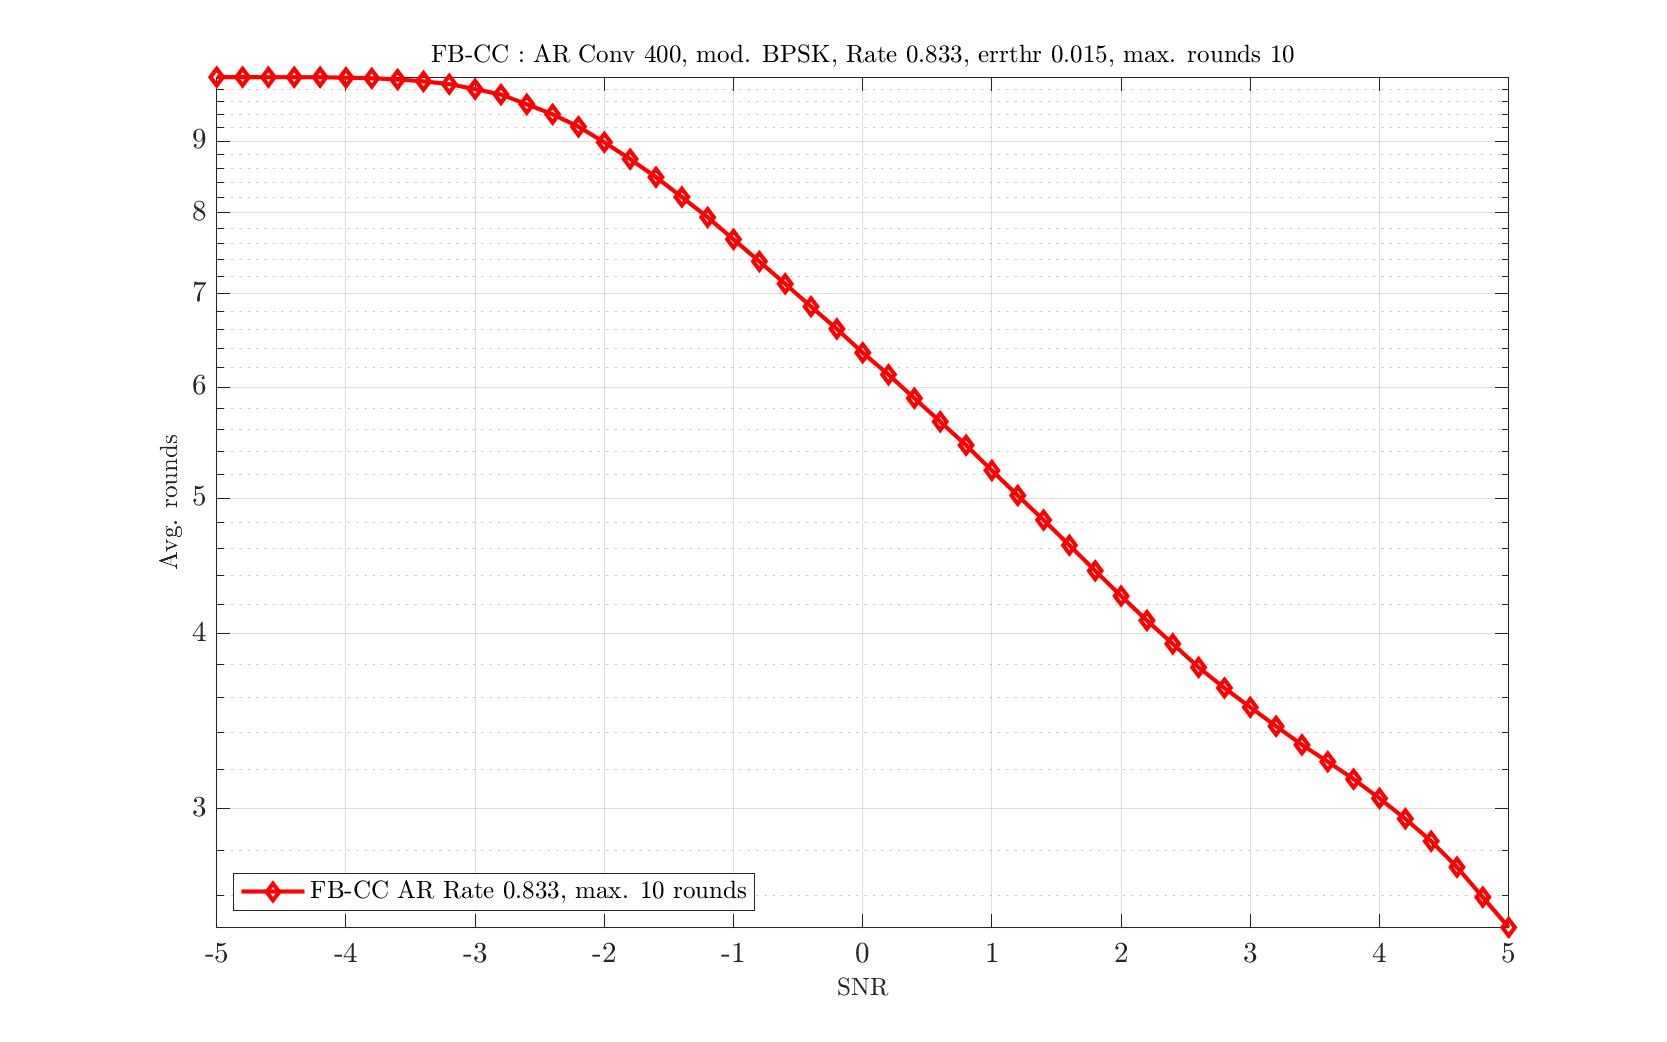 FB-CC : AR Conv 400, mod. BPSK, Rate 0.833, errthr 0.015, max. rounds 10
9
8
7
6
5
4
3
Avg. rounds
FB-CC AR Rate 0.833, max. 10 rounds
-5 -4 -3 -2 -1 0 1 2 3 4 5
SNR